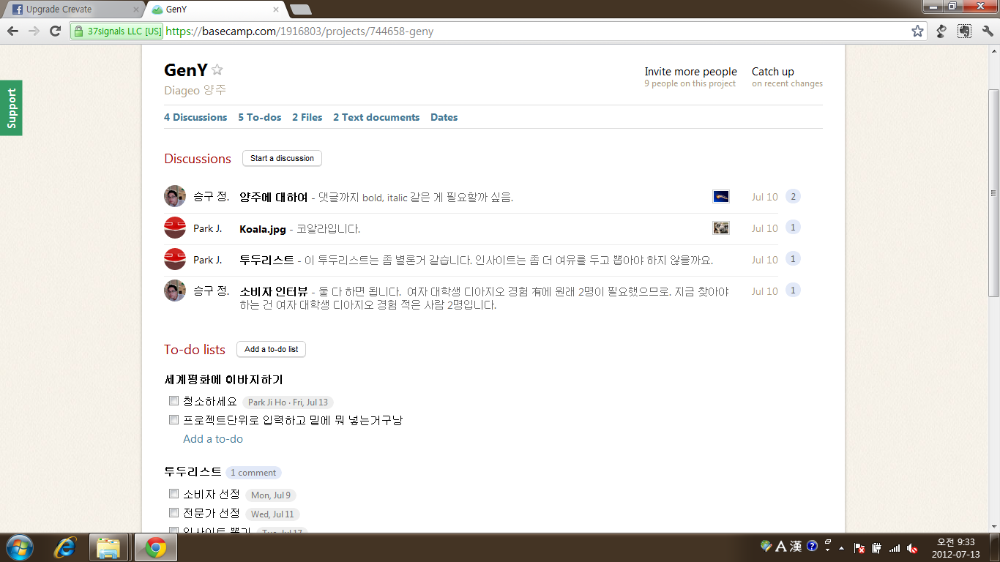 Upgrade Crevate
GenY
37signals LLC [US] https://basecamp.com/1916803/projects/744658-geny
Support
GenY
Diageo 양주
Invite more people
9 people on this project
Catch up
on recent changes
4 Discussions 5 To-dos 2 Files 2 Text documents Dates
Discussions Start a discussion
승구 정. 양주에 대하여 - 댓글까지 bold, italic 같은 게 필요할까 싶음. Jul 10 2
Park J. Koala.jpg - 코알라입니다. Jul 10 1
Park J. 투두리스트 - 이 투두리스트는 좀 별론거 같습니다. 인사이트는 좀 더 여유를 두고 뽑아야 하지 않을까요. Jul 10 1
승구 정. 소비자 인터뷰 - 둘 다 하면 됩니다. 여자 대학생 디아지오 경험 有에 원래 2명이 필요했으므로. 지금 찾아야 Jul 10 1
하는 건 여자 대학생 디아지오 경험 적은 사람 2명입니다.
To-do lists Add a to-do list
세계평화에 이바지하기
청소하세요 Park Ji Ho · Fri, Jul 13
프로젝트단위로 입력하고 밑에 뭐 넣는거구낭
Add a to-do
투두리스트 1 comment
소비자 선정 Mon, Jul 9
전문가 선정 Wed, Jul 11
인사이트 뽑기 Tue, Jul 17
A 漢
오전 9:33
2012-07-13